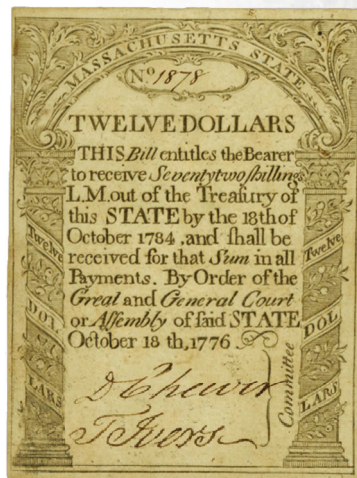 MASSACHUSETTS STATE
No. 1878
TWELVE DOLLARS
THIS Bill entitles the Bearer
to receive Seventytwo ſhillings
L.M. out of the Treaſury of
this STATE by the 18th of
October 1784 , and ſhall be
received for that Sum in all
Payments. By Order of the
Great and General Court
or Aſſembly of ſaid STATE
October 18 th, 1776
Twelve
DOL
LARS
Twelve
DOL
LARS
D Cheever
T Ivers
Committee